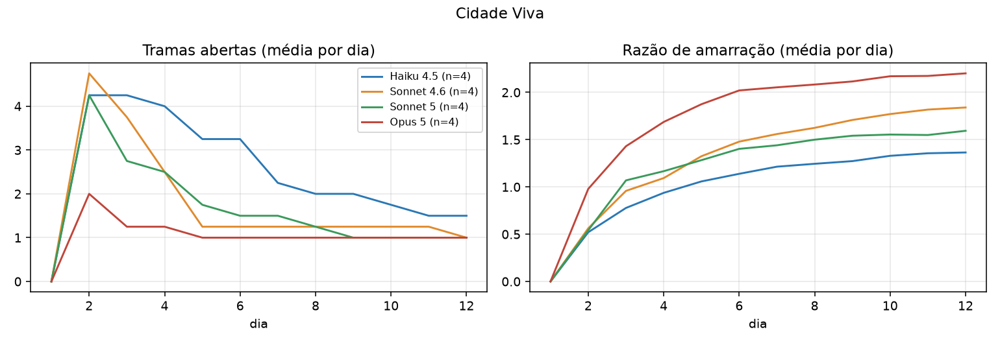 Cidade Viva
Tramas abertas (média por dia)
4
3
2
1
0
Haiku 4.5 (n=4)
Sonnet 4.6 (n=4)
Sonnet 5 (n=4)
Opus 5 (n=4)
2 4 6 8 10 12
dia
Razão de amarração (média por dia)
2.0
1.5
1.0
0.5
0.0
2 4 6 8 10 12
dia